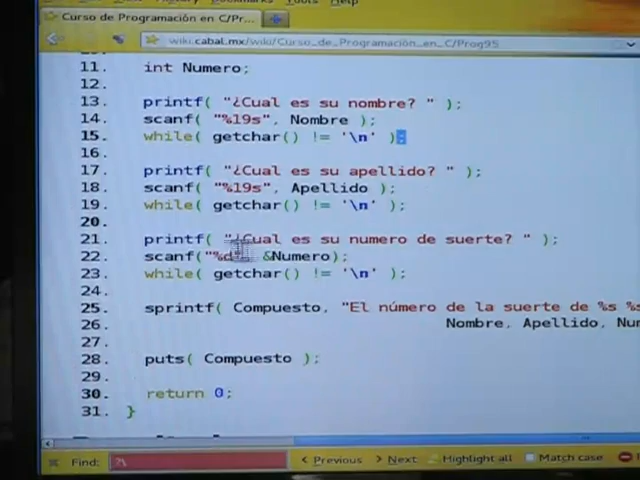 History Bookmarks Tools Help
Curso de Programación en C/Pr...
wiki.cabal.mx/wiki/Curso_de_Programación_en_C/Prog95
11. int Numero;
12.
13. printf( "¿Cual es su nombre? " );
14. scanf( "%19s", Nombre );
15. while( getchar() != '\n' );
16.
17. printf( "¿Cual es su apellido? " );
18. scanf( "%19s", Apellido );
19. while( getchar() != '\n' );
20.
21. printf( "¿Cual es su numero de suerte? " );
22. scanf("%d", &Numero);
23. while( getchar() != '\n' );
24.
25. sprintf( Compuesto, "El número de la suerte de %s %s
26. Nombre, Apellido, Nu
27.
28. puts( Compuesto );
29.
30. return 0;
31. }
Find: ?\ Previous Next Highlight all Match case